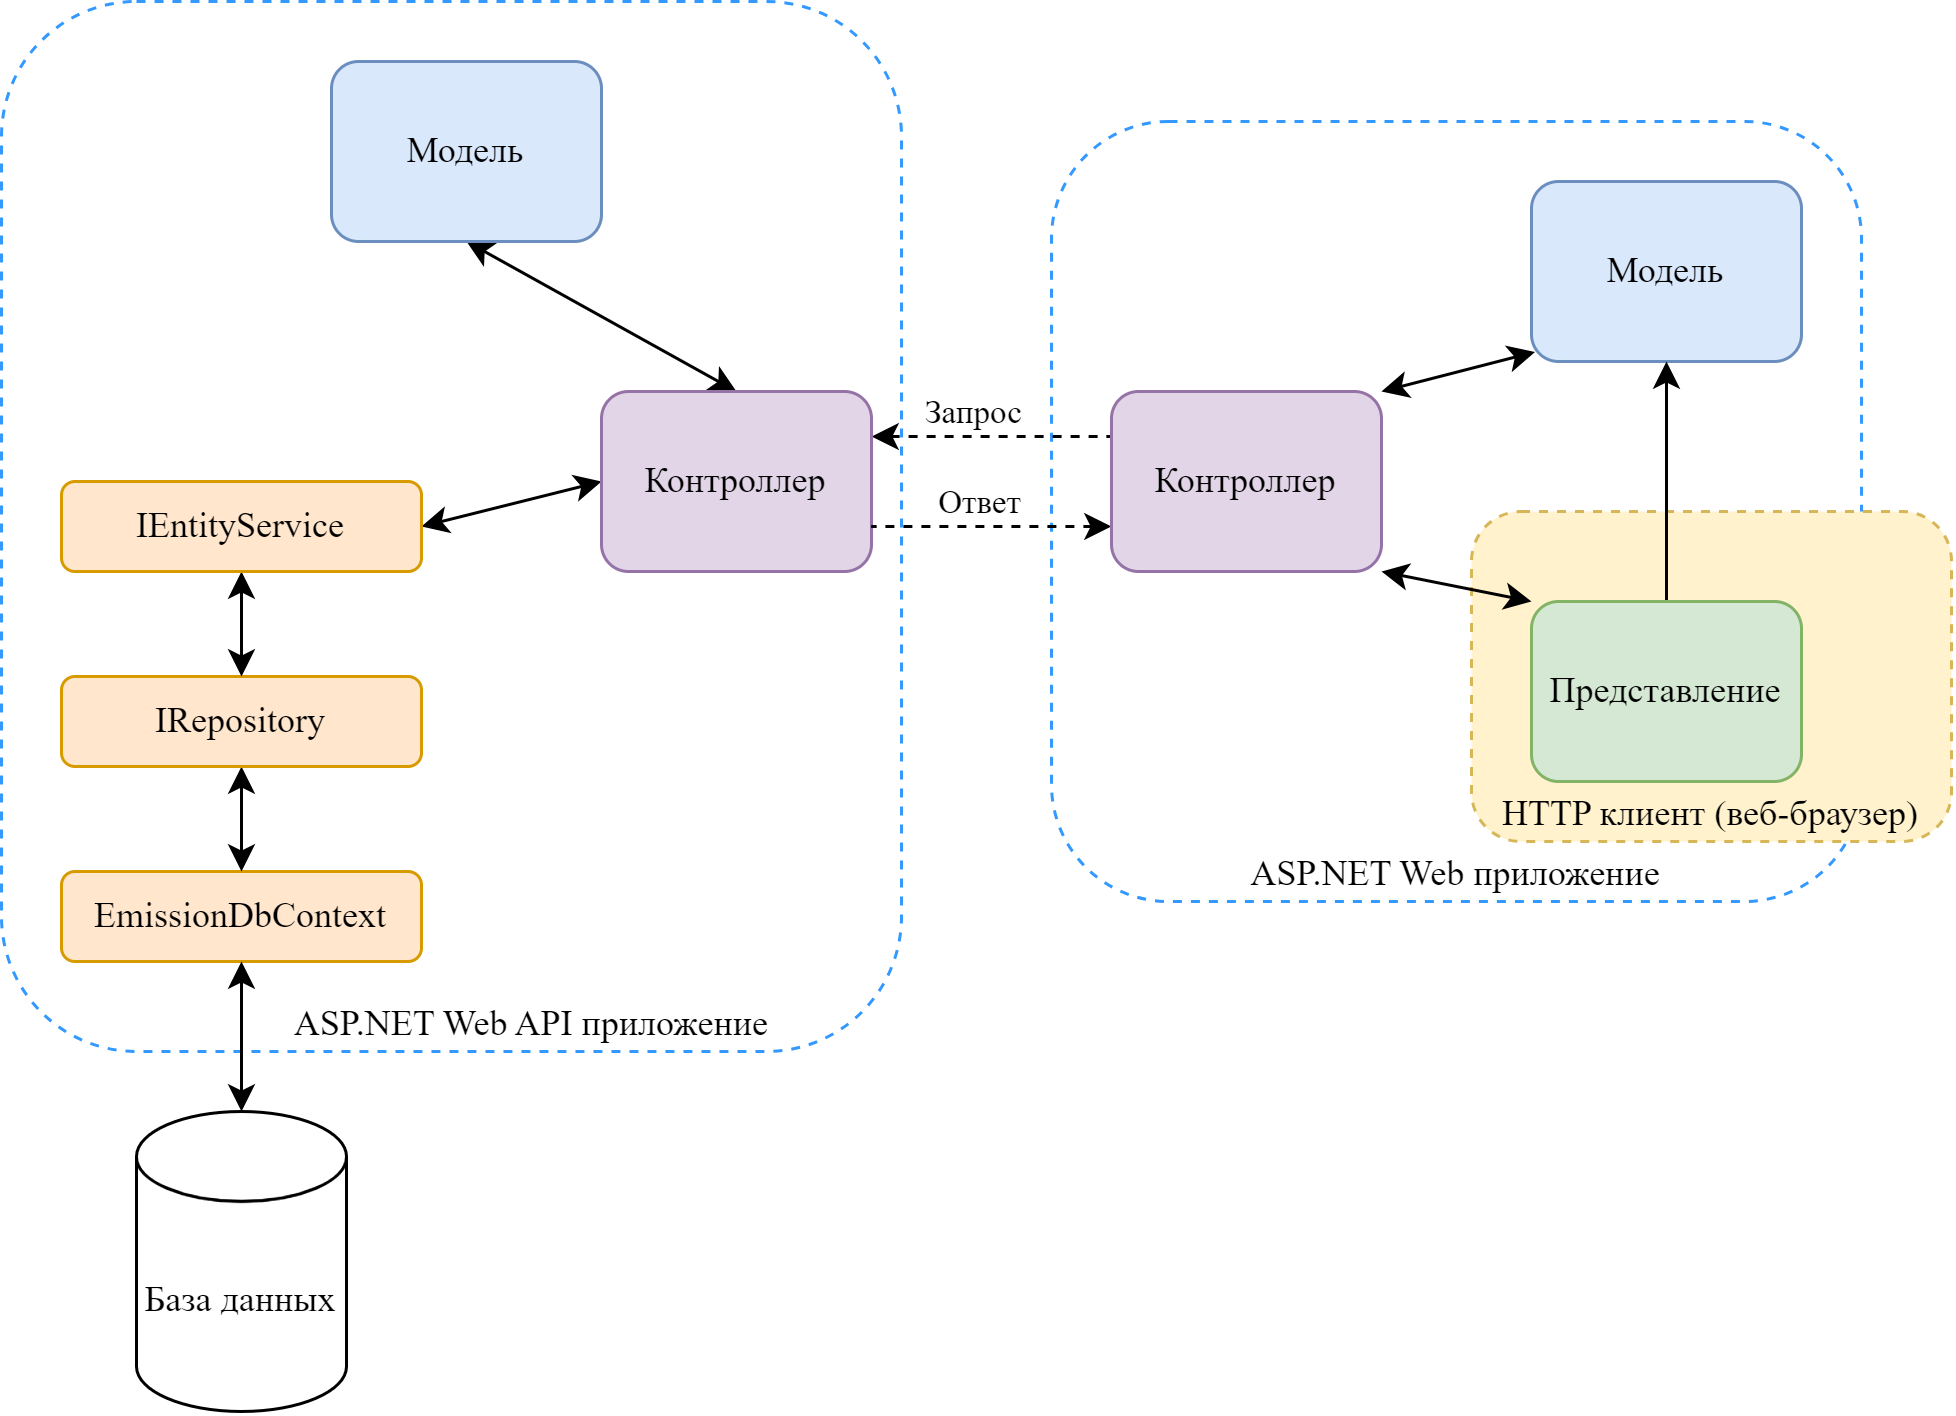 Модель
Модель
Запрос
Контроллер
Контроллер
Ответ
IEntityService
IRepository
Представление
HTTP клиент (веб-браузер)
ASP.NET Web приложение
EmissionDbContext
ASP.NET Web API приложение
База данных